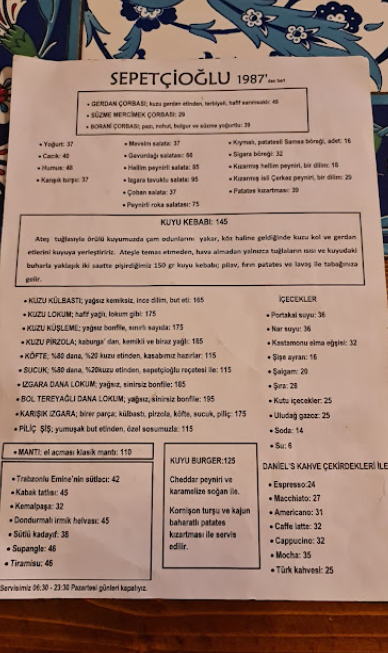 SEPETÇİOĞLU 1987'den beri
• GERDAN ÇORBASI; kuzu gerdan etinden, terbiyeli, hafif sarımsaklı: 45
• SÜZME MERCİMEK ÇORBASI: 29
• BORANİ ÇORBASI; pazı, nohut, bulgur ve süzme yoğurtlu: 39
• Yoğurt: 37
• Cacık: 40
• Humus: 48
• Karışık turşu: 37
• Mevsim salata: 37
• Gavurdağı salatası: 66
• Hellim peynirli salata: 85
• Izgara tavuklu salata: 95
• Çoban salata: 37
• Peynirli roka salatası: 75
• Kıymalı, patatesli Samsa böreği, adet: 16
• Sigara böreği: 32
• Kızarmış hellim peyniri, bir dilim: 16
• Kızarmış isli Çerkez peyniri, bir dilim: 20
• Patates kızartması: 39
KUYU KEBABI: 145
Ateş tuğlasıyla örülü kuyumuzda çam odunlarını yakar, köz haline geldiğinde kuzu kol ve gerdan
etlerini kuyuya yerleştiririz. Ateşle temas etmeden, hava almadan yalnızca tuğlaların ısısı ve kuyudaki
buharla yaklaşık iki saatte pişirdiğimiz 150 gr kuyu kebabı; pilav, fırın patates ve lavaş ile tabağınıza
gelir.
• KUZU KÜLBASTI; yağsız kemiksiz, ince dilim, but eti: 185
• KUZU LOKUM; hafif yağlı, lokum gibi: 175
• KUZU KÜŞLEME; yağsız bonfile, sınırlı sayıda: 175
• KUZU PİRZOLA; kaburga' dan, kemikli ve biraz yağlı: 185
• KÖFTE; %80 dana, %20 kuzu etinden, kasabımız hazırlar: 115
• SUCUK; %80 dana, %20kuzu etinden, sepetçioğlu reçetesi ile: 115
• IZGARA DANA LOKUM; yağsız, sinirsiz bonfile: 185
• BOL TEREYAĞLI DANA LOKUM; yağsız,sinirsiz bonfile: 195
• KARIŞIK IZGARA; birer parça; külbastı, pirzola, köfte, sucuk, piliç: 175
• PİLİÇ ŞİŞ; yumuşak but etinden, özel sosumuzla: 115
İÇECEKLER
• Portakal suyu: 36
• Nar suyu: 36
• Kastamonu elma eğşisi: 32
• Şişe ayran: 16
• Şalgam: 20
• Şıra: 28
• Kutu içecekler: 25
• Uludağ gazoz: 25
• Soda: 14
• Su: 6
• MANTI: el açması klasik mantı: 110
• Trabzonlu Emine'nin sütlacı: 42
• Kabak tatlısı: 45
• Kemalpaşa: 32
• Dondurmalı irmik helvası: 45
• Sütlü kadayıf: 38
• Supangle: 46
• Tiramisu: 46
KUYU BURGER:125
Cheddar peyniri ve
karamelize soğan ile.
Kornişon turşu ve kajun
baharatlı patates
kızartması ile servis
edilir.
DANİEL'S KAHVE ÇEKİRDEKLERİ İLE
• Espresso:24
• Macchiato: 27
• Americano: 31
• Caffe latte: 32
• Cappucino: 32
• Mocha: 35
• Türk kahvesi: 25
Servisimiz 06:30 - 23:30 Pazartesi günleri kapalıyız.